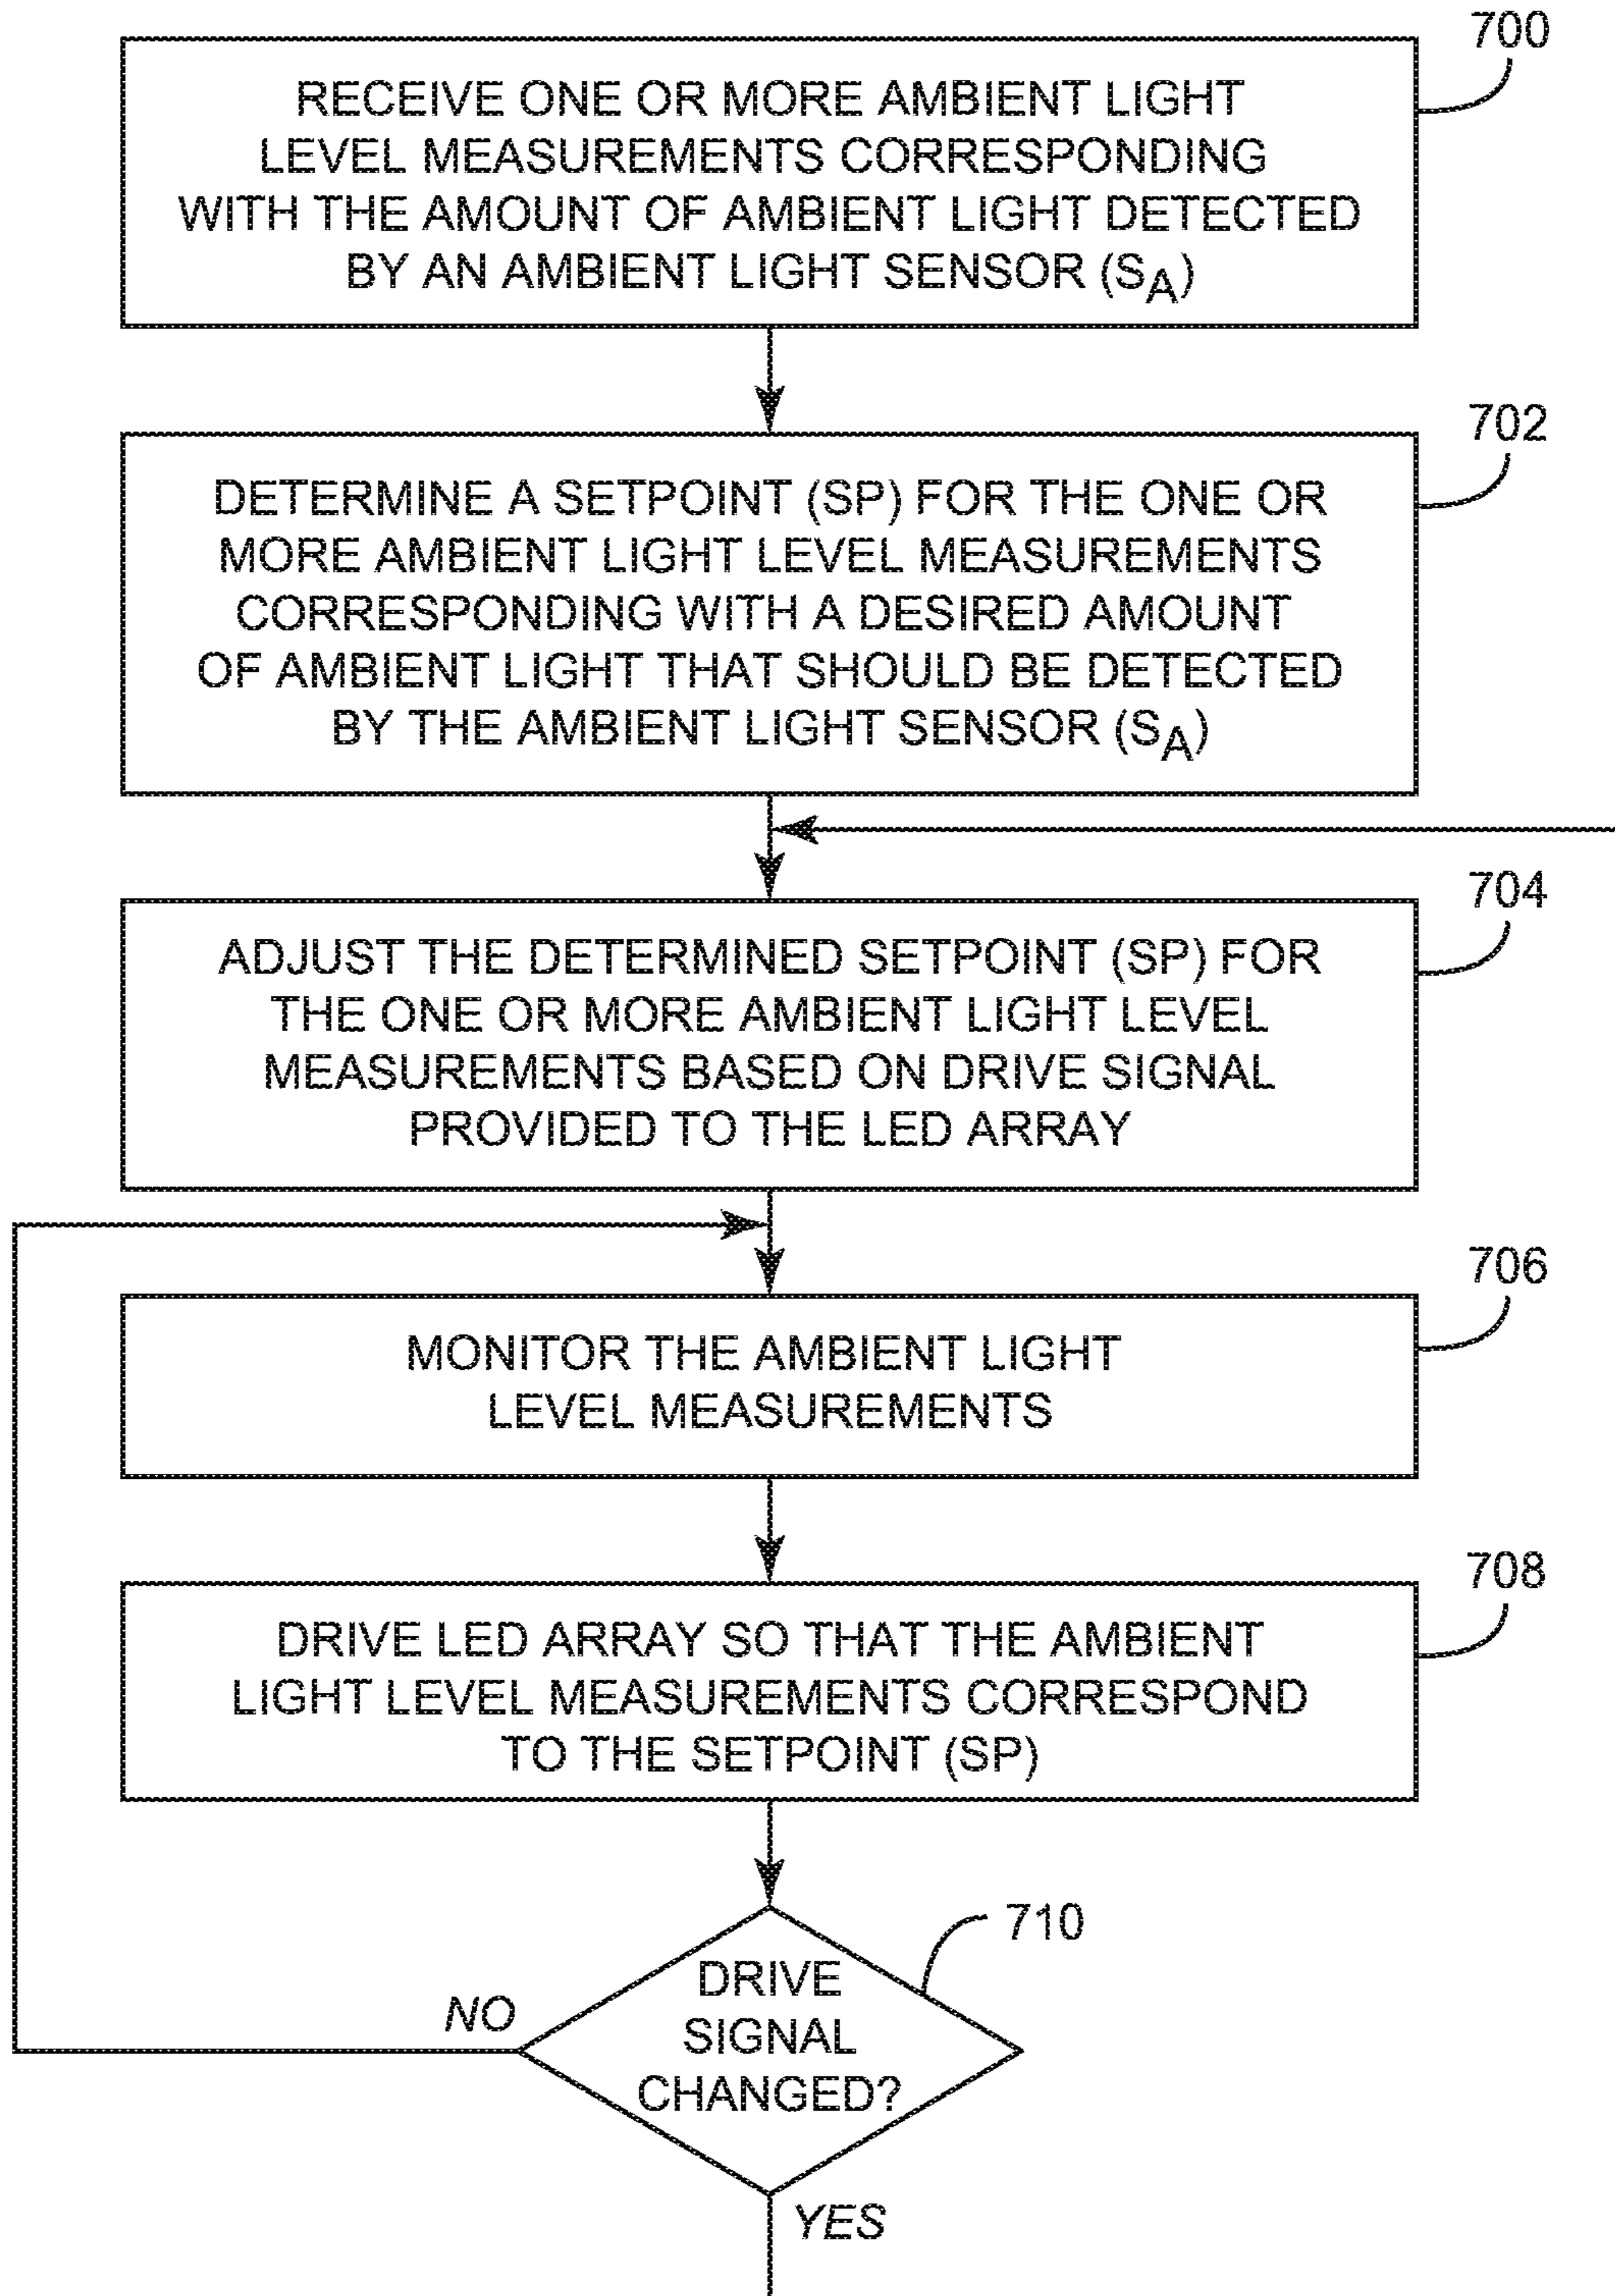 700
RECEIVE ONE OR MORE AMBIENT LIGHT
LEVEL MEASUREMENTS CORRESPONDING
WITH THE AMOUNT OF AMBIENT LIGHT DETECTED
BY AN AMBIENT LIGHT SENSOR (SA)
702
DETERMINE A SETPOINT (SP) FOR THE ONE OR
MORE AMBIENT LIGHT LEVEL MEASUREMENTS
CORRESPONDING WITH A DESIRED AMOUNT
OF AMBIENT LIGHT THAT SHOULD BE DETECTED
BY THE AMBIENT LIGHT SENSOR (SA)
704
ADJUST THE DETERMINED SETPOINT (SP) FOR
THE ONE OR MORE AMBIENT LIGHT LEVEL
MEASUREMENTS BASED ON DRIVE SIGNAL
PROVIDED TO THE LED ARRAY
706
MONITOR THE AMBIENT LIGHT
LEVEL MEASUREMENTS
708
DRIVE LED ARRAY SO THAT THE AMBIENT
LIGHT LEVEL MEASUREMENTS CORRESPOND
TO THE SETPOINT (SP)
710
DRIVE
SIGNAL
CHANGED?
NO
YES